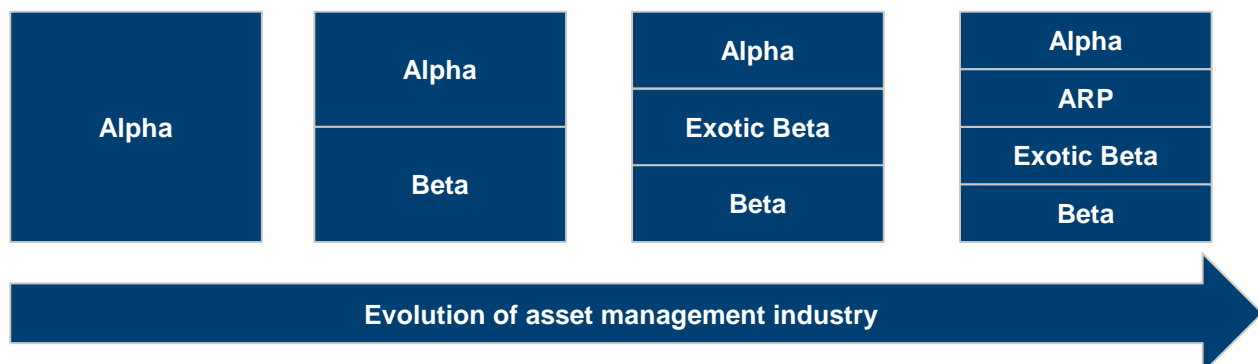 Alpha
Alpha
Beta
Alpha
Exotic Beta
Beta
Alpha
ARP
Exotic Beta
Beta
Evolution of asset management industry